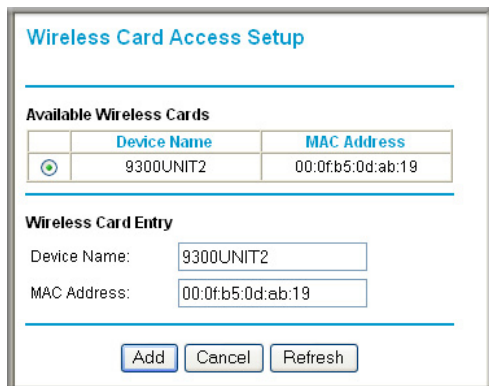 Wireless Card Access Setup
Available Wireless Cards
Device Name MAC Address
9300UNIT2 00:0f:b5:0d:ab:19
Wireless Card Entry
Device Name: 9300UNIT2
MAC Address: 00:0f:b5:0d:ab:19
Add Cancel Refresh